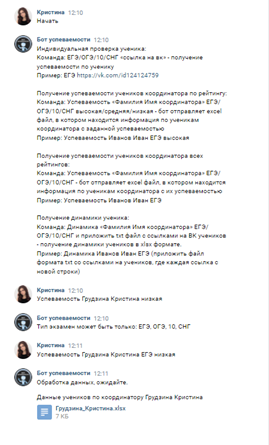 Кристина 12:10
Начать
Бот успеваемости 12:10
Индивидуальная проверка ученика:
Команда: ЕГЭ/ОГЭ/10/СНГ «ссылка на вк» - получение
успеваемости по ученику
Пример: ЕГЭ https://vk.com/id124124759
Получение успеваемости учеников координатора по рейтингу:
Команда: Успеваемость «Фамилия Имя координатора» ЕГЭ/
ОГЭ/10/СНГ высокая/средняя/низкая - бот отправляет excel
файл, в котором находится информация по ученикам
координатора с заданной успеваемостью
Пример: Успеваемость Иванов Иван ЕГЭ высокая
Получение успеваемости учеников координатора всех
рейтингов:
Команда: Успеваемость «Фамилия Имя координатора» ЕГЭ/
ОГЭ/10/СНГ - бот отправляет excel файл, в котором находится
информация по ученикам координатора с их успеваемостью
Пример: Успеваемость Иванов Иван ЕГЭ
Получение динамики ученика:
Команда: Динамика «Фамилия Имя координатора» ЕГЭ/
ОГЭ/10/СНГ и приложить txt файл с ссылками на ВК учеников
- получение динамики учеников в xlsx формате.
Пример: Динамика Иванов Иван ЕГЭ (приложить файл
формата txt со ссылками на учеников, где каждая ссылка с
новой строки)
Кристина 12:10
Успеваемость Грудзина Кристина низкая
Бот успеваемости 12:10
Тип экзамен может быть только: ЕГЭ, ОГЭ, 10, СНГ
Кристина 12:11
Успеваемость Грудзина Кристина ЕГЭ низкая
Бот успеваемости 12:11
Обработка данных, ожидайте.
Данные учеников по координатору Грудзина Кристина
Грудзина_Кристина.xlsx
7 КБ